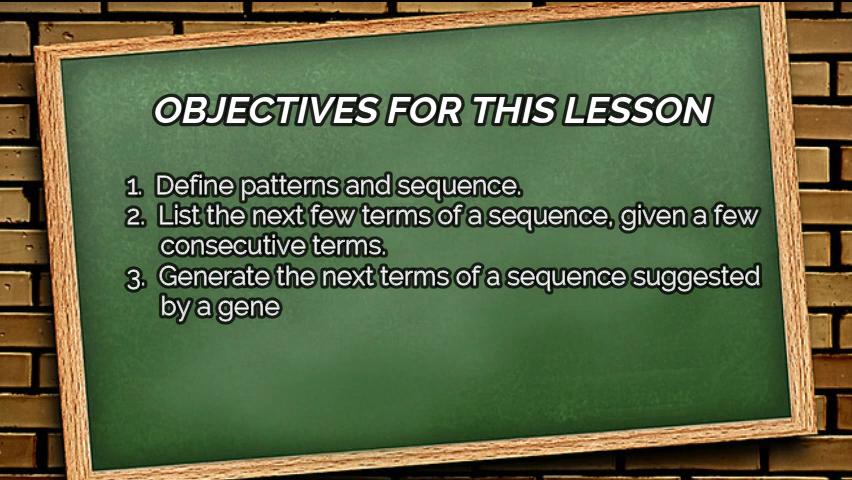 OBJECTIVES FOR THIS LESSON
1. Define patterns and sequence.
2. List the next few terms of a sequence, given a few
consecutive terms.
3. Generate the next terms of a sequence suggested
by a gene